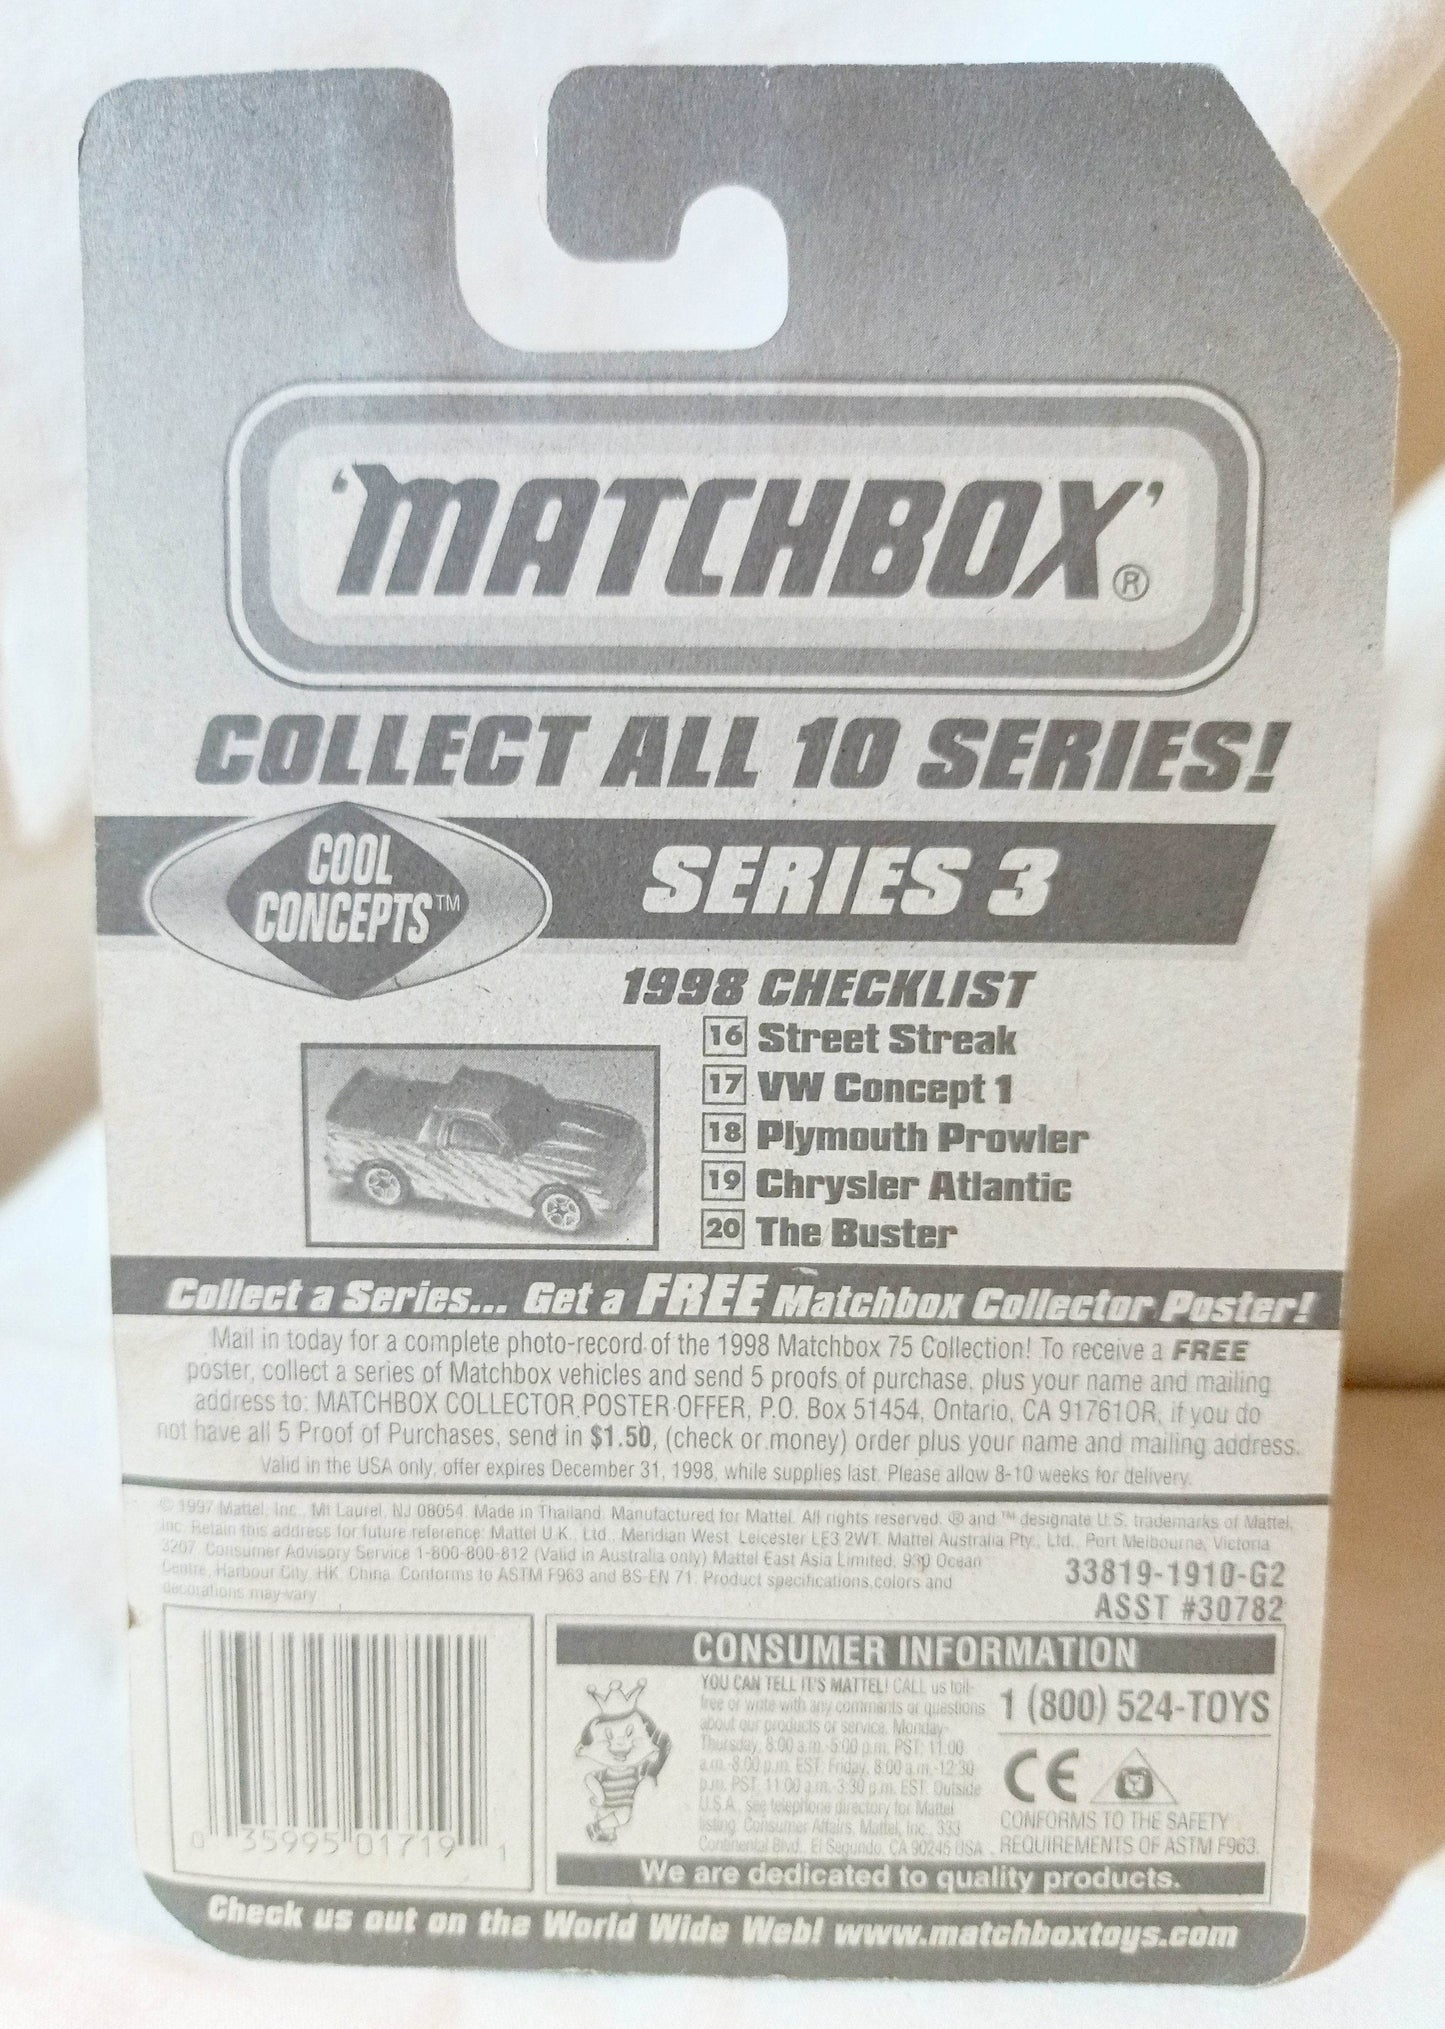 'MATCHBOX'®
COLLECT ALL 10 SERIES!
COOL
CONCEPTS™
SERIES 3
1998 CHECKLIST
16 Street Streak
17 VW Concept 1
18 Plymouth Prowler
19 Chrysler Atlantic
20 The Buster
Collect a Series... Get a FREE Matchbox Collector Poster!
Mail in today for a complete photo-record of the 1998 Matchbox 75 Collection! To receive a FREE
poster, collect a series of Matchbox vehicles and send 5 proofs of purchase, plus your name and mailing
address to: MATCHBOX COLLECTOR POSTER OFFER, P.O. Box 51454, Ontario, CA 91761OR, if you do
not have all 5 Proof of Purchases, send in $1.50, (check or money) order plus your name and mailing address.
Valid in the USA only, offer expires December 31, 1998, while supplies last. Please allow 8-10 weeks for delivery.
© 1997 Mattel, Inc., Mt Laurel, NJ 08054. Made in Thailand. Manufactured for Mattel. All rights reserved. ® and ™ designate U.S. trademarks of Mattel,
Inc. Retain this address for future reference: Mattel U.K., Ltd., Meridian West, Leicester LE3 2WT. Mattel Australia Pty., Ltd., Port Melbourne, Victoria
3207. Consumer Advisory Service 1-800-800-812 (Valid in Australia only). Mattel East Asia Limited, 930 Ocean
Centre, Harbour City, HK, China. Conforms to ASTM F963 and BS EN 71. Product specifications, colors and
decorations may vary.
33819-1910-G2
ASST #30782
0 35995 01719 1
CONSUMER INFORMATION
YOU CAN TELL IT'S MATTEL! CALL us toll-
free or write with any comments or questions
about our products or service. Monday-
Thursday, 8:00 a.m.-5:00 p.m. PST; 11:00
a.m.-8:00 p.m. EST; Friday, 8:00 a.m.-12:30
p.m. PST, 11:00 a.m.-3:30 p.m. EST. Outside
U.S.A., see telephone directory for Mattel
listing. Consumer Affairs, Mattel, Inc., 333
Continental Blvd., El Segundo, CA 90245 USA.
1 (800) 524-TOYS
CE
CONFORMS TO THE SAFETY
REQUIREMENTS OF ASTM F963.
We are dedicated to quality products.
Check us out on the World Wide Web! www.matchboxtoys.com